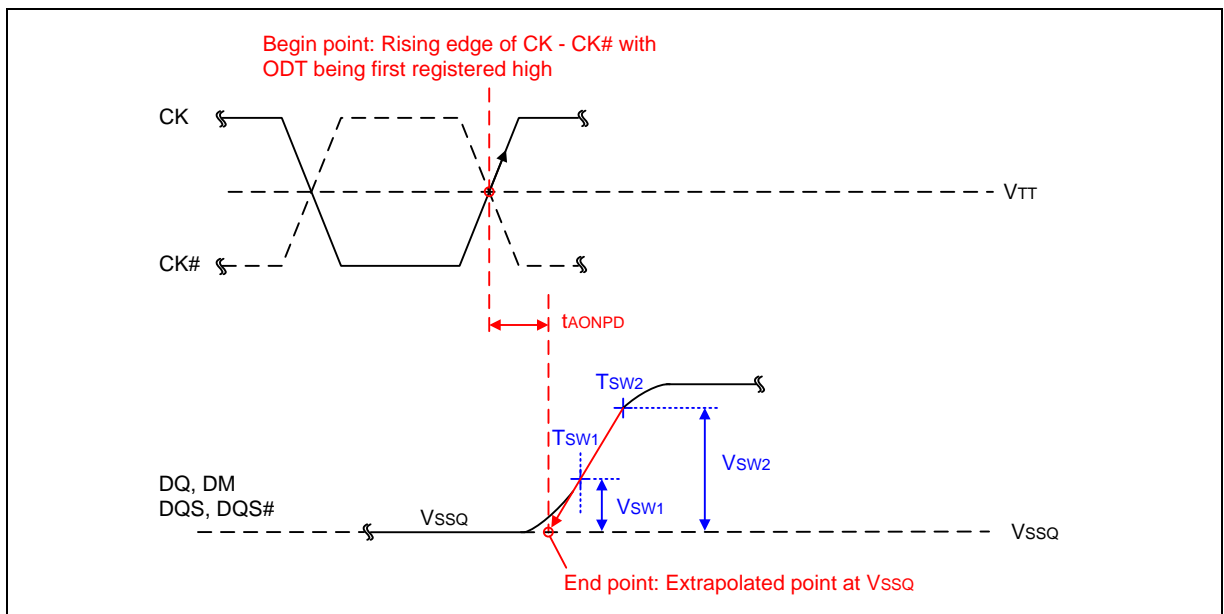 Begin point: Rising edge of CK - CK# with
ODT being first registered high
CK
VTT
CK#
tAONPD
TSW2
TSW1
VSW2
DQ, DM
DQS, DQS#
VSSQ
VSW1
VSSQ
End point: Extrapolated point at VSSQ